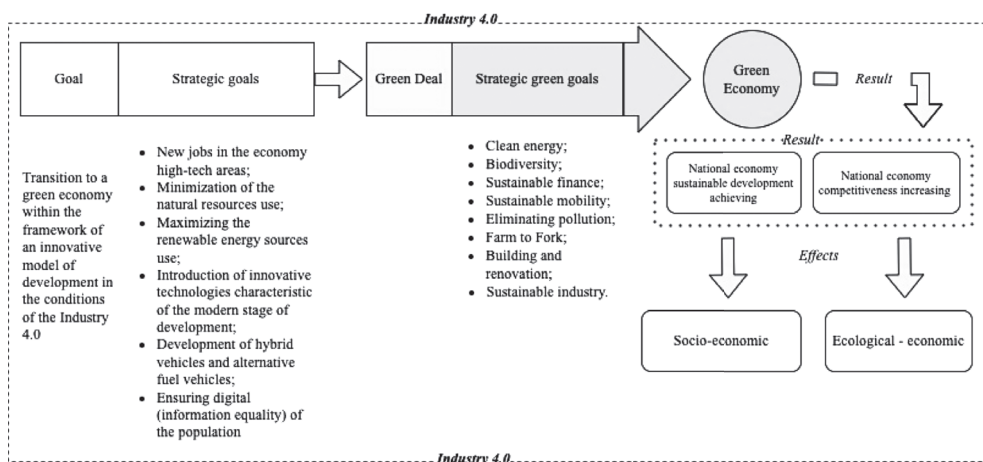 Industry 4.0
Goal
Strategic goals
Green Deal
Strategic green goals
Green
Economy
Result
Transition to a
green economy
within the
framework of
an innovative
model of
development in
the conditions
of the Industry
4.0
• New jobs in the economy
high-tech areas;
• Minimization of the
natural resources use;
• Maximizing the
renewable energy sources
use;
• Introduction of innovative
technologies characteristic
of the modern stage of
development;
• Development of hybrid
vehicles and alternative
fuel vehicles;
• Ensuring digital
(information equality) of
the population
• Clean energy;
• Biodiversity;
• Sustainable finance;
• Sustainable mobility;
• Eliminating pollution;
• Farm to Fork;
• Building and
renovation;
• Sustainable industry.
Result
National economy
sustainable development
achieving
National economy
competitiveness increasing
Effects
Socio-economic
Ecological - economic
Industry 4.0